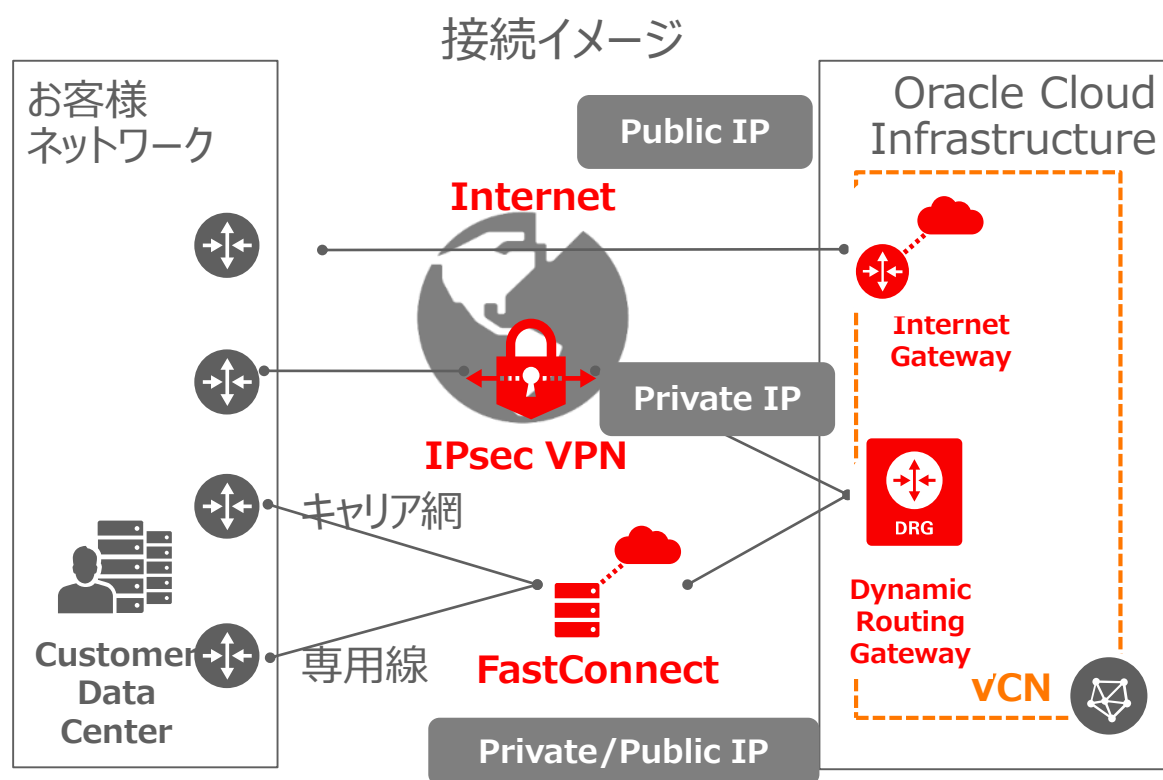 接続イメージ
お客様
ネットワーク
Oracle Cloud
Infrastructure
Public IP
Internet
Internet
Gateway
Private IP
IPsec VPN
キャリア網
DRG
Dynamic
Routing
Gateway
専用線
FastConnect
Customer
Data
Center
vCN
Private/Public IP